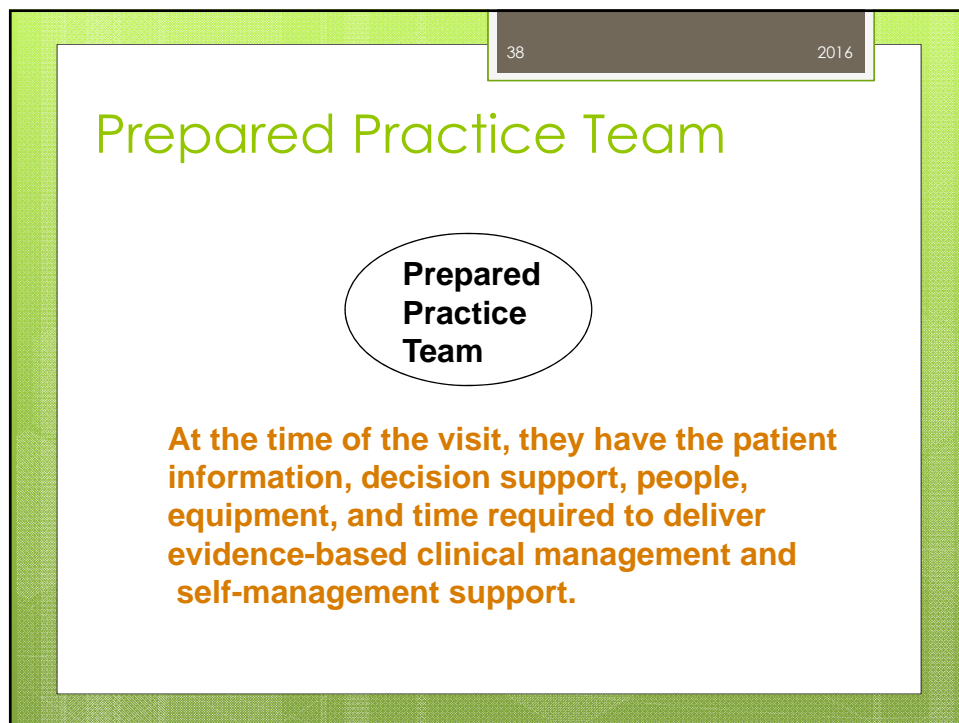 38 2016
Prepared Practice Team
Prepared
Practice
Team
At the time of the visit, they have the patient
information, decision support, people,
equipment, and time required to deliver
evidence-based clinical management and
self-management support.